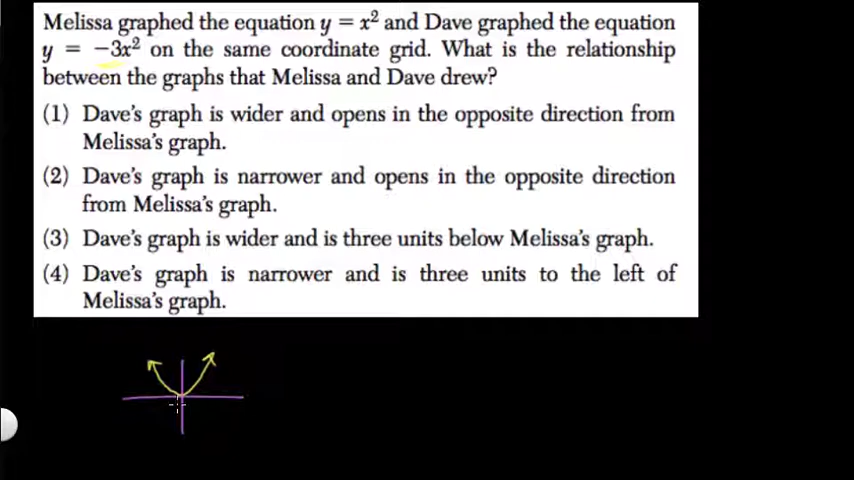 Melissa graphed the equation y = x² and Dave graphed the equation
y = −3x² on the same coordinate grid. What is the relationship
between the graphs that Melissa and Dave drew?
(1) Dave's graph is wider and opens in the opposite direction from
Melissa's graph.
(2) Dave's graph is narrower and opens in the opposite direction
from Melissa's graph.
(3) Dave's graph is wider and is three units below Melissa's graph.
(4) Dave's graph is narrower and is three units to the left of
Melissa's graph.